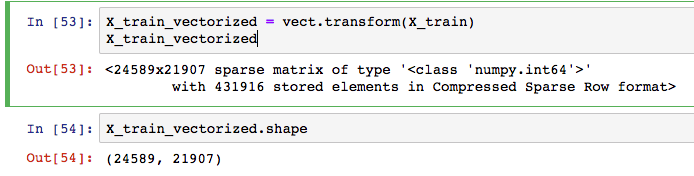 In [53]: X_train_vectorized = vect.transform(X_train)
X_train_vectorized
Out[53]: <24589x21907 sparse matrix of type '<class 'numpy.int64'>'
with 431916 stored elements in Compressed Sparse Row format>
In [54]: X_train_vectorized.shape
Out[54]: (24589, 21907)